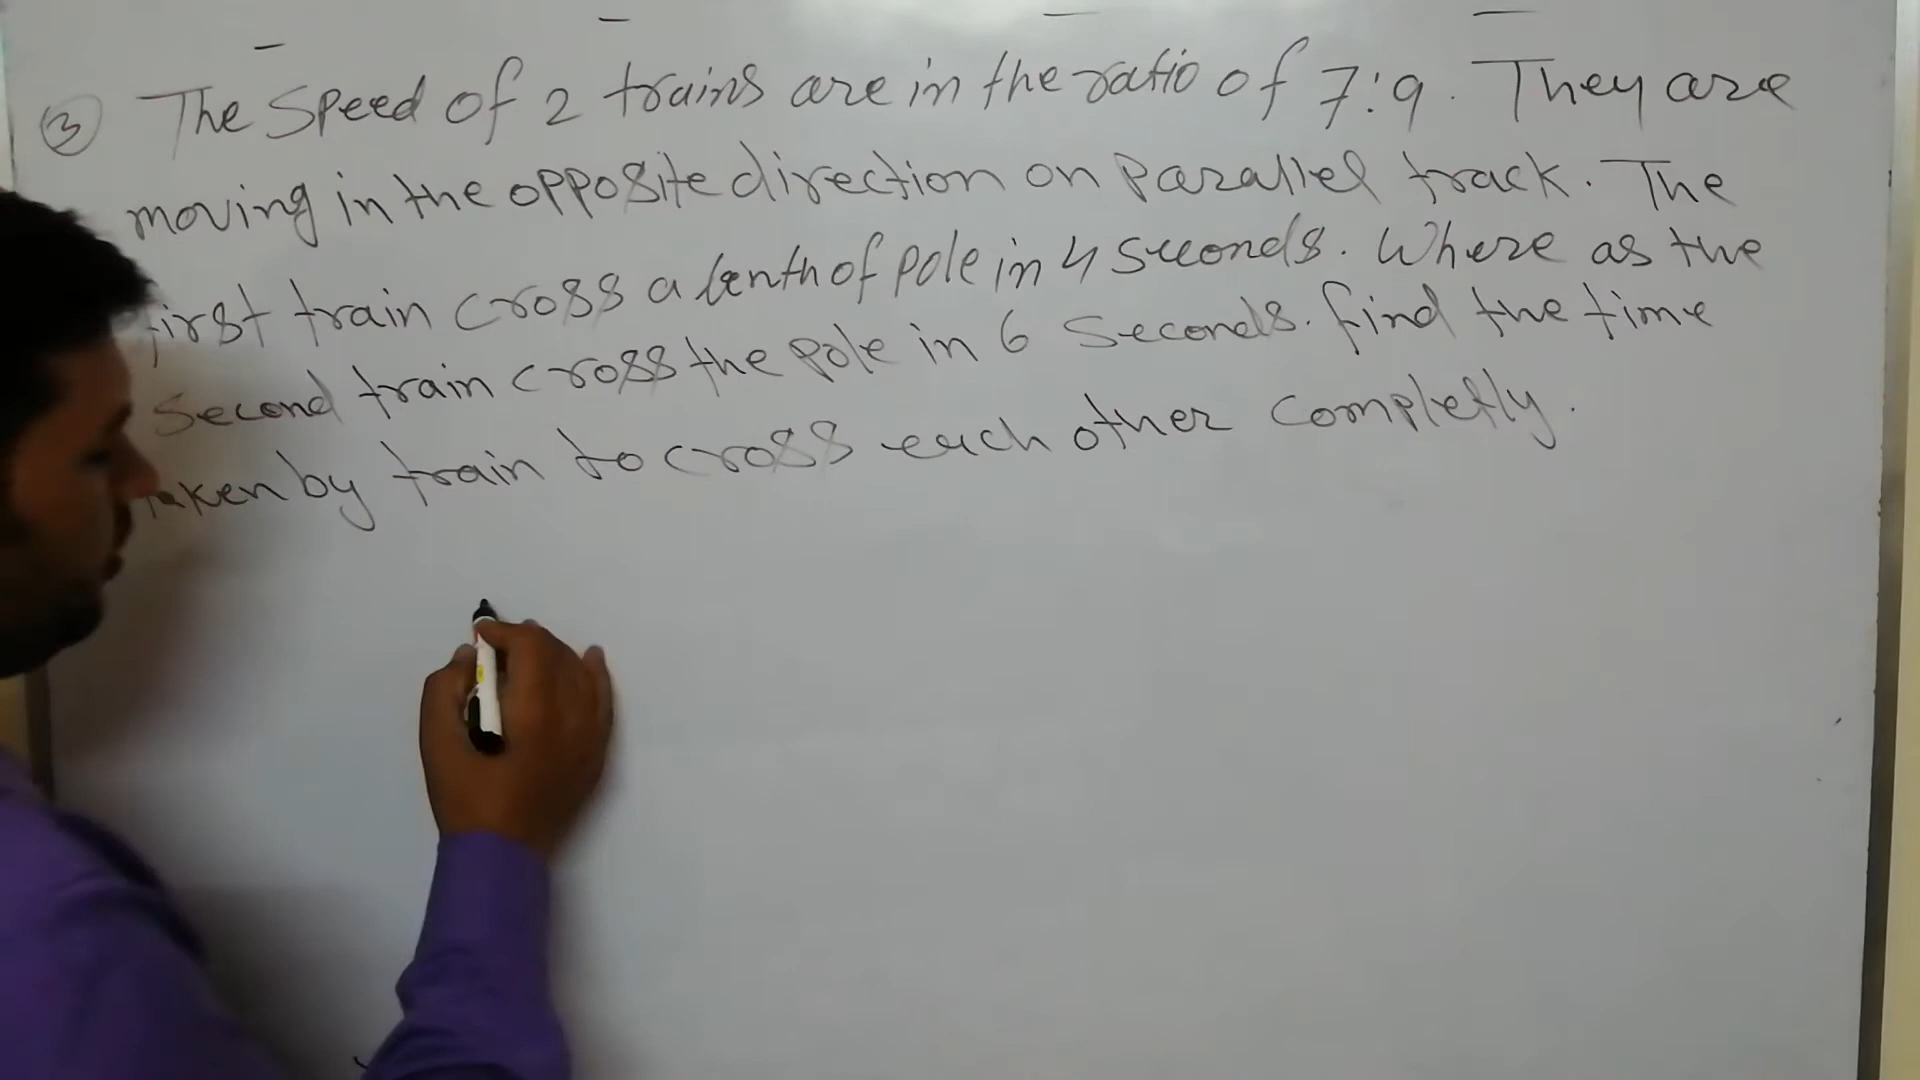 ③ The Speed of 2 trains are in the ratio of 7:9. They are
moving in the opposite direction on parallel track. The
first train cross a lenth of pole in 4 seconds. Where as the
Second train cross the pole in 6 Seconds. find the time
taken by train to cross each other completly.